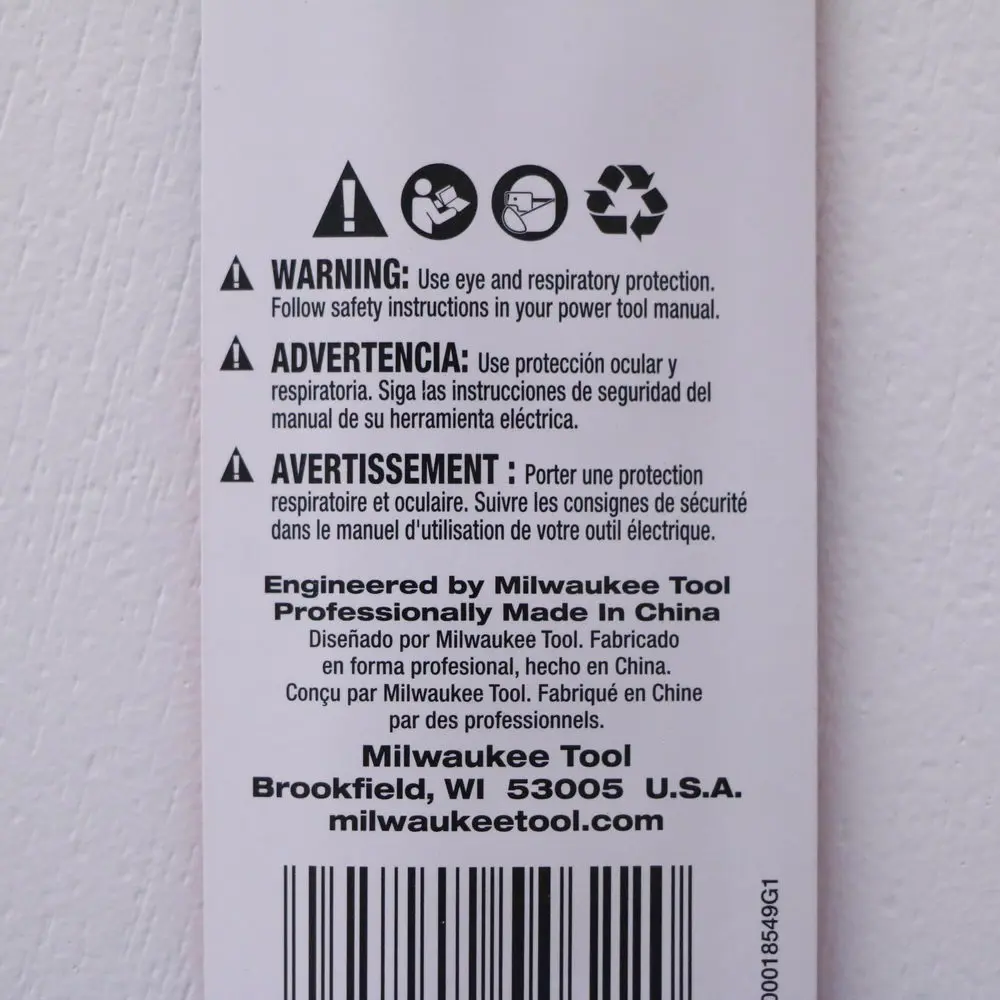 WARNING: Use eye and respiratory protection.
Follow safety instructions in your power tool manual.
ADVERTENCIA: Use protección ocular y
respiratoria. Siga las instrucciones de seguridad del
manual de su herramienta eléctrica.
AVERTISSEMENT : Porter une protection
respiratoire et oculaire. Suivre les consignes de sécurité
dans le manuel d'utilisation de votre outil électrique.
Engineered by Milwaukee Tool
Professionally Made In China
Diseñado por Milwaukee Tool. Fabricado
en forma profesional, hecho en China.
Conçu par Milwaukee Tool. Fabriqué en Chine
par des professionnels.
Milwaukee Tool
Brookfield, WI 53005 U.S.A.
milwaukeetool.com